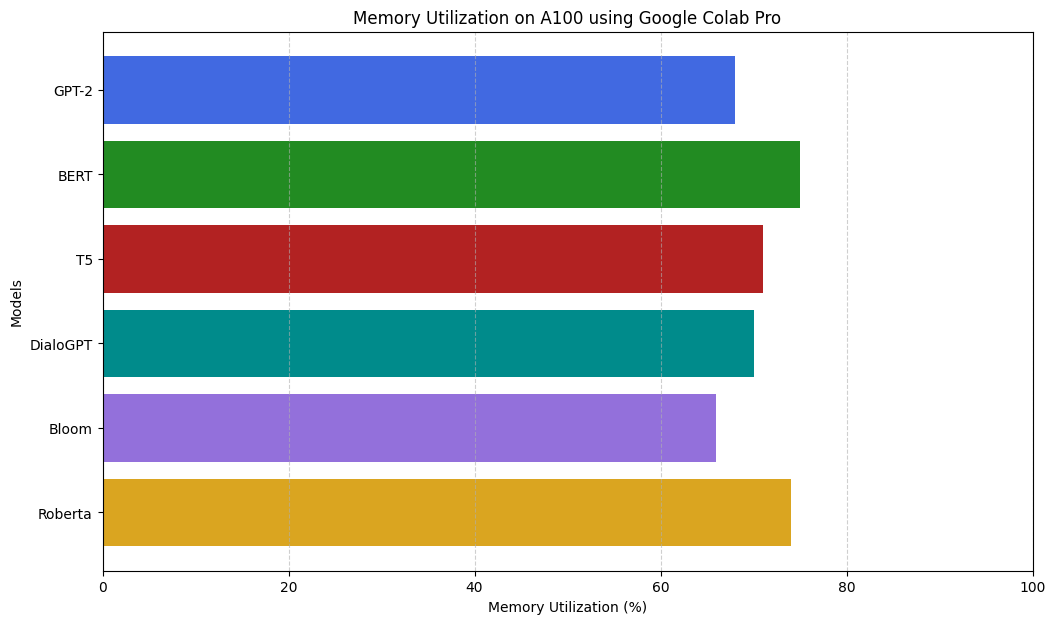 Memory Utilization on A100 using Google Colab Pro
Models
GPT-2
BERT
T5
DialoGPT
Bloom
Roberta
0 20 40 60 80 100
Memory Utilization (%)